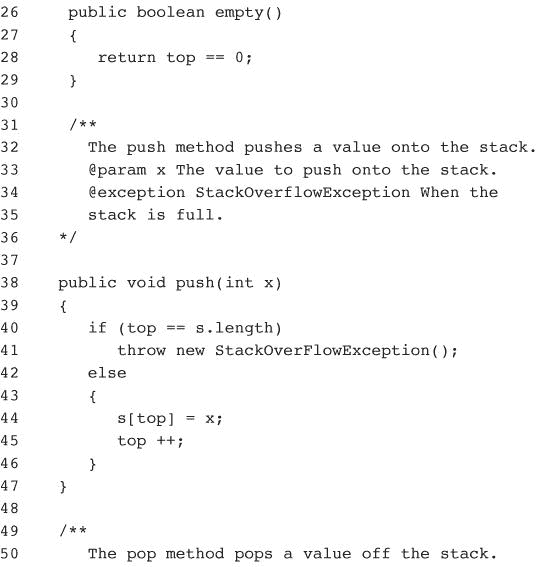 26     public boolean empty()
27     {
28        return top == 0;
29     }
30
31     /**
32       The push method pushes a value onto the stack.
33       @param x The value to push onto the stack.
34       @exception StackOverflowException When the
35       stack is full.
36    */
37
38    public void push(int x)
39    {
40       if (top == s.length)
41          throw new StackOverFlowException();
42       else
43       {
44          s[top] = x;
45          top ++;
46       }
47    }
48
49    /**
50       The pop method pops a value off the stack.